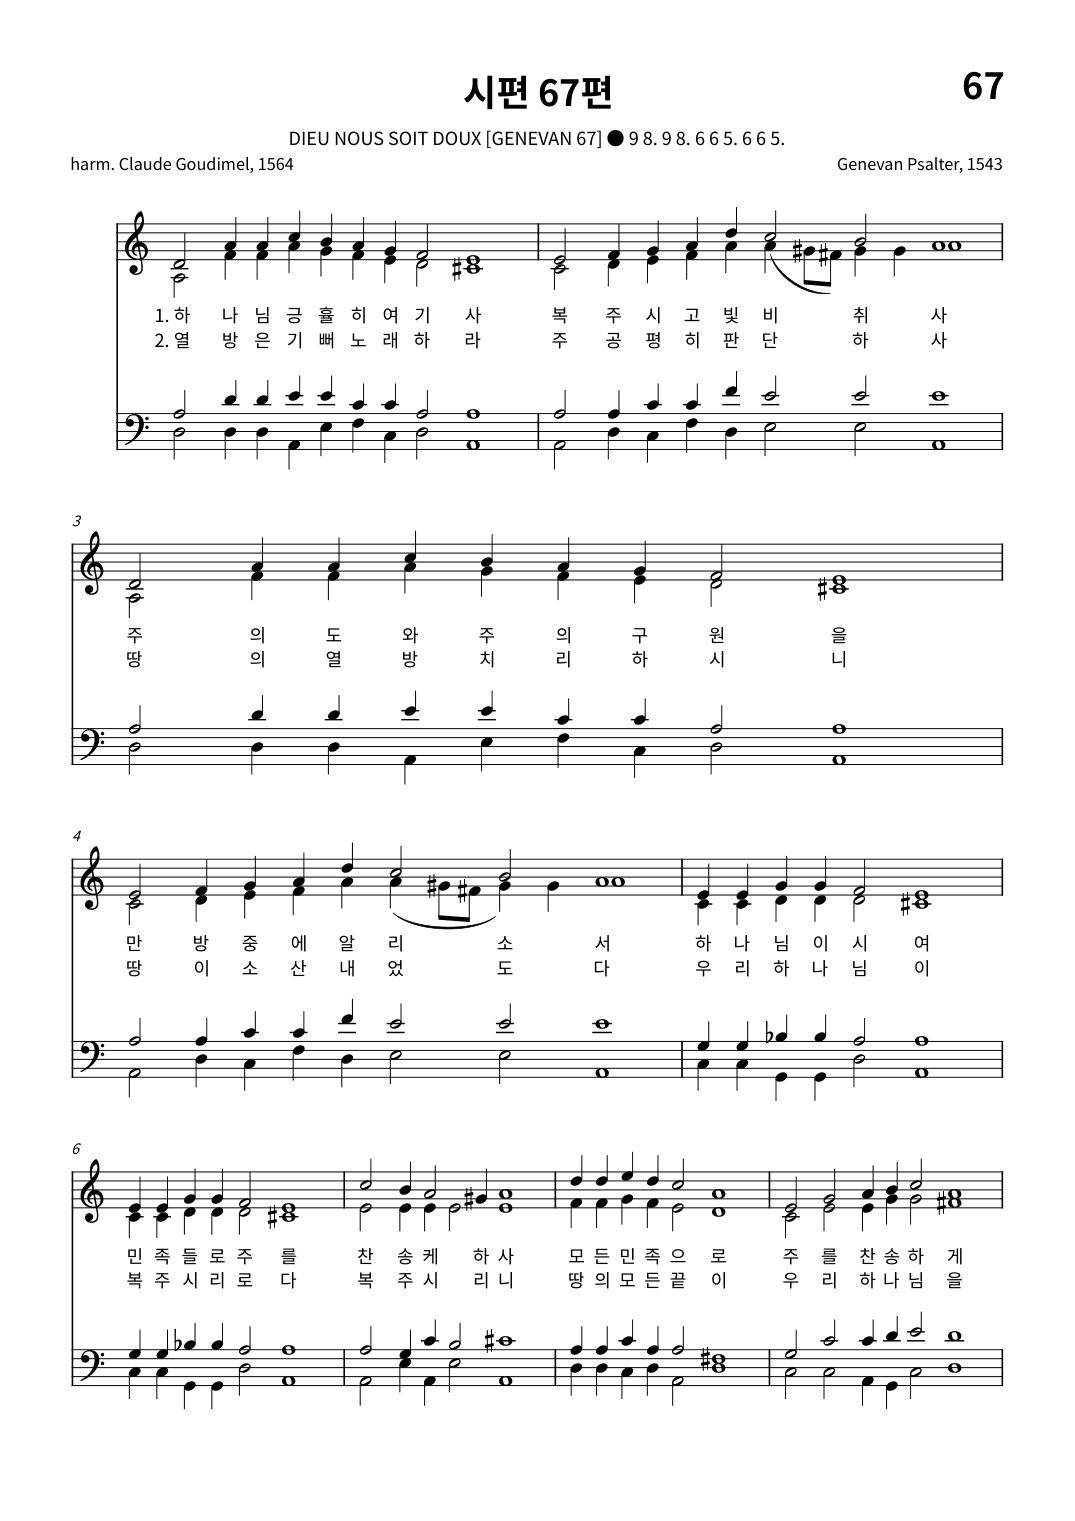 시편 67편
67
DIEU NOUS SOIT DOUX [GENEVAN 67] ● 9 8. 9 8. 6 6 5. 6 6 5.
harm. Claude Goudimel, 1564
Genevan Psalter, 1543
1. 하 나 님 긍 휼 히 여 기 사 복 주 시 고 빛 비 취 사
2. 열 방 은 기 뻐 노 래 하 라 주 공 평 히 판 단 하 사
3
주 의 도 와 주 의 구 원 을
땅 의 열 방 치 리 하 시 니
4
만 방 중 에 알 리 소 서 하 나 님 이 시 여
땅 이 소 산 내 었 도 다 우 리 하 나 님 이
6
민 족 들 로 주 를 찬 송 케 하 사 모 든 민 족 으 로 주 를 찬 송 하 게
복 주 시 리 로 다 복 주 시 리 니 땅 의 모 든 끝 이 우 리 하 나 님 을